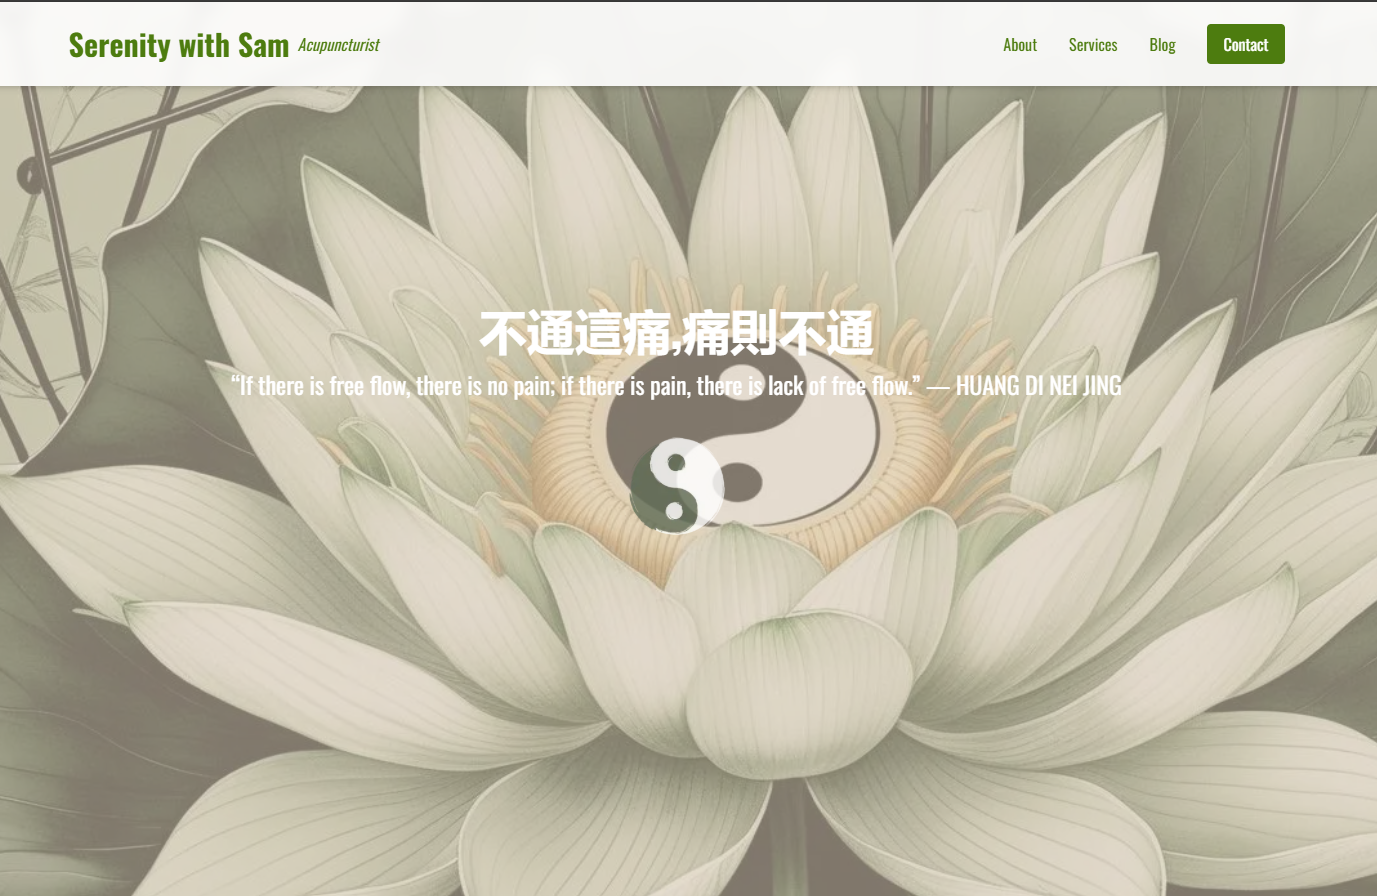 Serenity with Sam Acupuncturist
About Services Blog Contact
不通這痛,痛則不通
“If there is free flow, there is no pain; if there is pain, there is lack of free flow.” — HUANG DI NEI JING